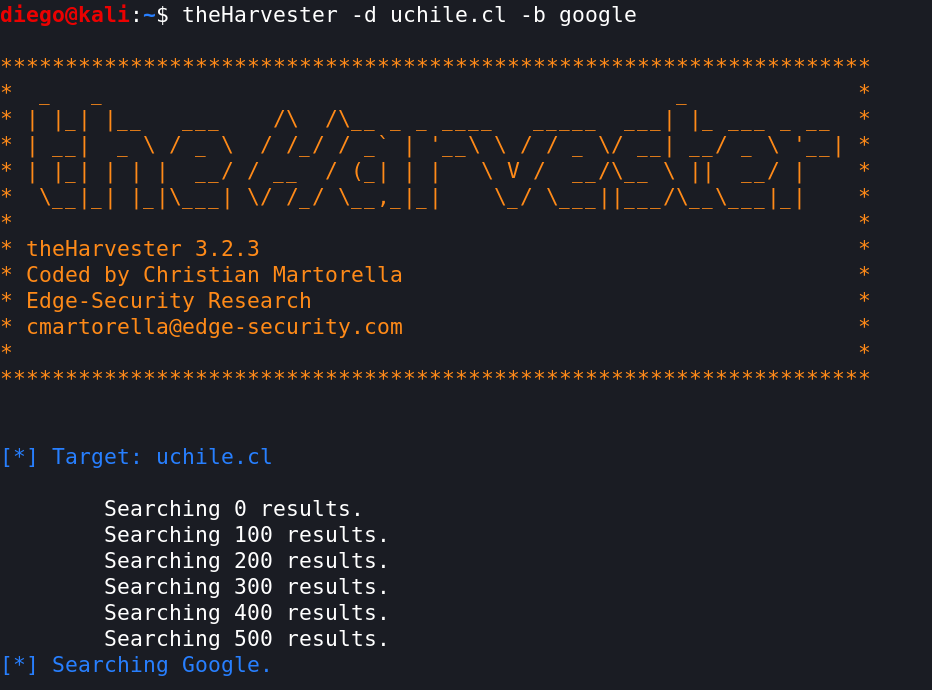 diego@kali:~$ theHarvester -d uchile.cl -b google
*******************************************************************
*   _   _                                            _            *
* | |_| |__   ___    /\  /\__ _ _ ____   _____  ___| |_ ___ _ __  *
* | __|  _ \ / _ \  / /_/ / _` | '__\ \ / / _ \/ __| __/ _ \ '__| *
* | |_| | | |  __/ / __  / (_| | |   \ V /  __/\__ \ ||  __/ |    *
*  \__|_| |_|\___| \/ /_/ \__,_|_|    \_/ \___||___/\__\___|_|    *
*                                                                 *
* theHarvester 3.2.3                                              *
* Coded by Christian Martorella                                   *
* Edge-Security Research                                          *
* cmartorella@edge-security.com                                   *
*                                                                 *
*******************************************************************
[*] Target: uchile.cl
Searching 0 results.
Searching 100 results.
Searching 200 results.
Searching 300 results.
Searching 400 results.
Searching 500 results.
[*] Searching Google.